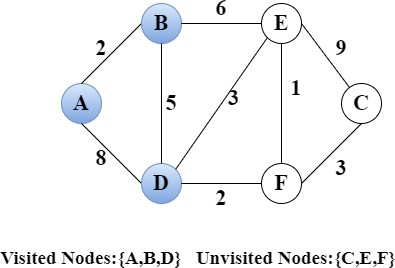 6
B
E
2
9
5
3
1
A
C
8
3
D
F
2
Visited Nodes:{A,B,D} Unvisited Nodes:{C,E,F}